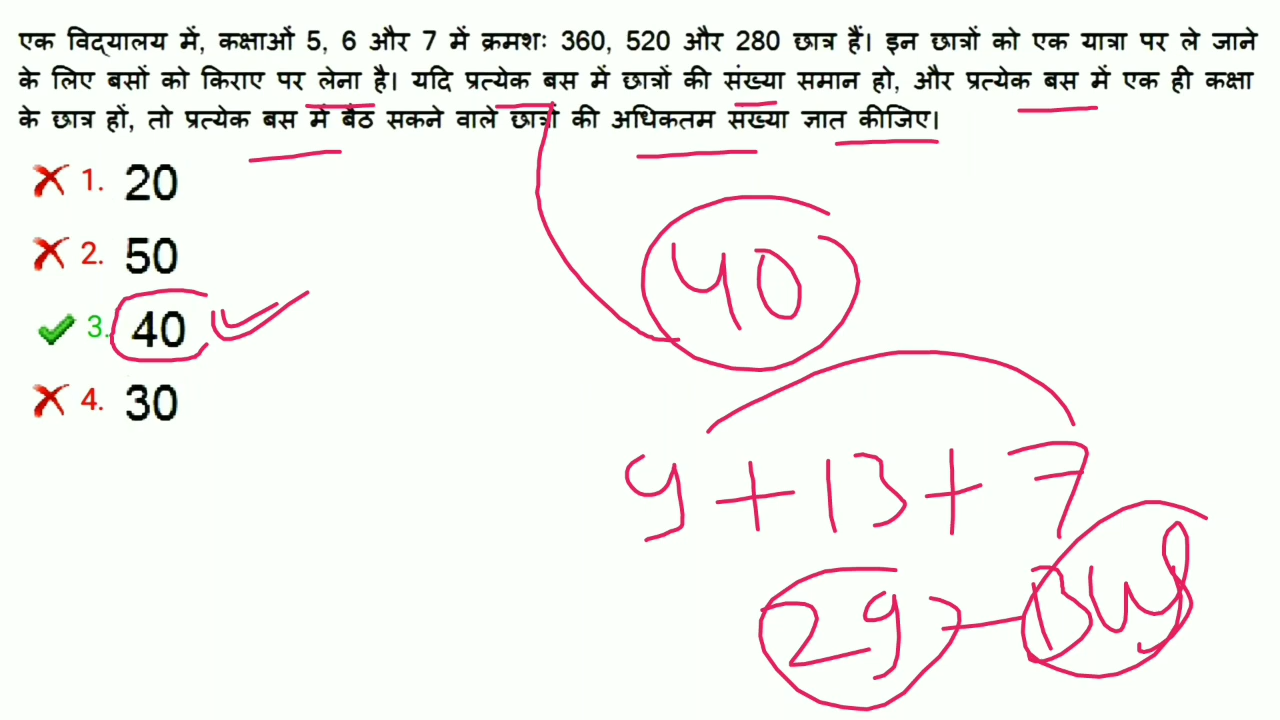 एक विद्यालय में, कक्षाओं 5, 6 और 7 में क्रमशः 360, 520 और 280 छात्र हैं। इन छात्रों को एक यात्रा पर ले जाने
के लिए बसों को किराए पर लेना है। यदि प्रत्येक बस में छात्रों की संख्या समान हो, और प्रत्येक बस में एक ही कक्षा
के छात्र हों, तो प्रत्येक बस में बैठ सकने वाले छात्रों की अधिकतम संख्या ज्ञात कीजिए।
1. 20
2. 50
3. 40
4. 30
40
9+13+7
29